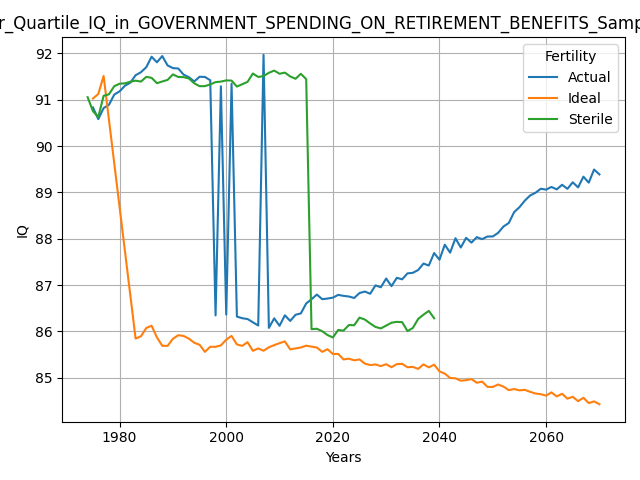 r_Quartile_IQ_in_GOVERNMENT_SPENDING_ON_RETIREMENT_BENEFITS_Samp
Fertility
Actual
Ideal
Sterile
IQ
92
91
90
89
88
87
86
85
1980
2000
2020
2040
2060
Years